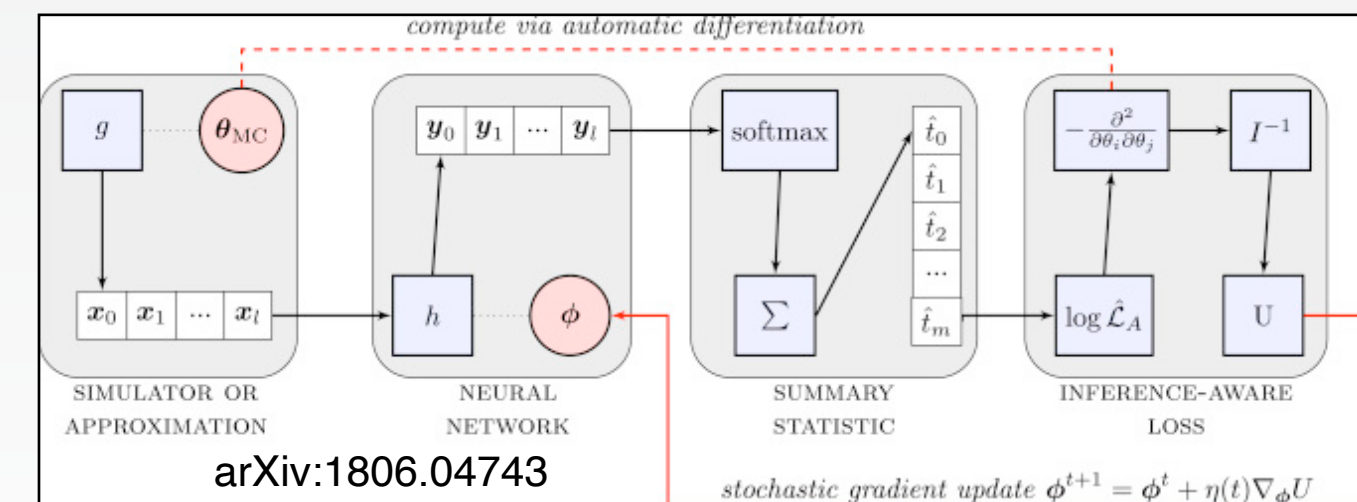 compute via automatic differentiation
g
θ_MC
x_0 x_1 ... x_l
SIMULATOR OR
APPROXIMATION
y_0 y_1 ... y_l
h
ϕ
NEURAL
NETWORK
softmax
∑
t̂_0
t̂_1
t̂_2
...
t̂_m
SUMMARY
STATISTIC
-∂²/∂θ_i∂θ_j
I^{-1}
log L̂_A
U
INFERENCE-AWARE
LOSS
arXiv:1806.04743
stochastic gradient update ϕ^{t+1} = ϕ^t + η(t)∇_ϕ U